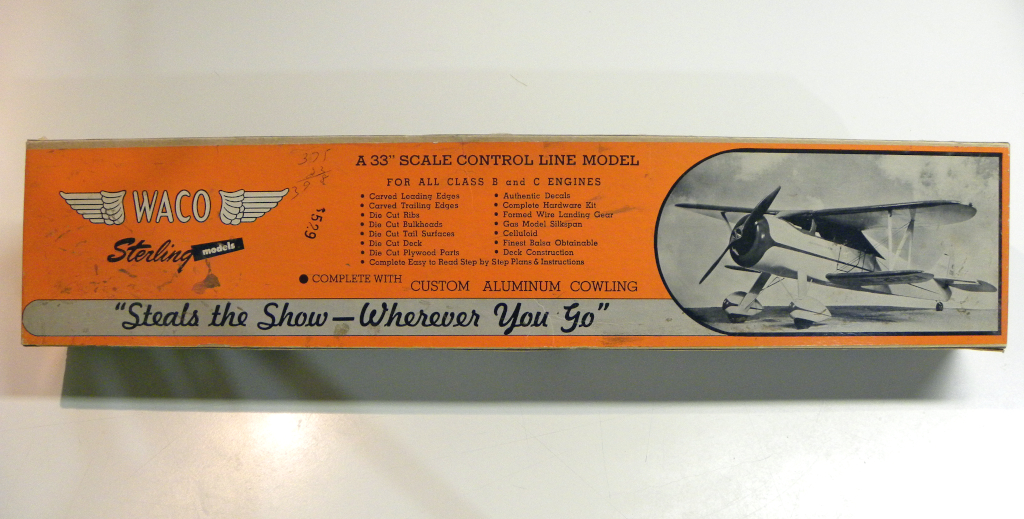 WACO
Sterling models
A 33" SCALE CONTROL LINE MODEL
FOR ALL CLASS B and C ENGINES
• Carved Leading Edges
• Carved Trailing Edges
• Die Cut Ribs
• Die Cut Bulkheads
• Die Cut Tail Surfaces
• Die Cut Deck
• Die Cut Plywood Parts
• Authentic Decals
• Complete Hardware Kit
• Formed Wire Landing Gear
• Gas Model Silkspan
• Celluloid
• Finest Balsa Obtainable
• Deck Construction
• Complete Easy to Read Step by Step Plans & Instructions
● COMPLETE WITH CUSTOM ALUMINUM COWLING
"Steals the Show—Wherever You Go"